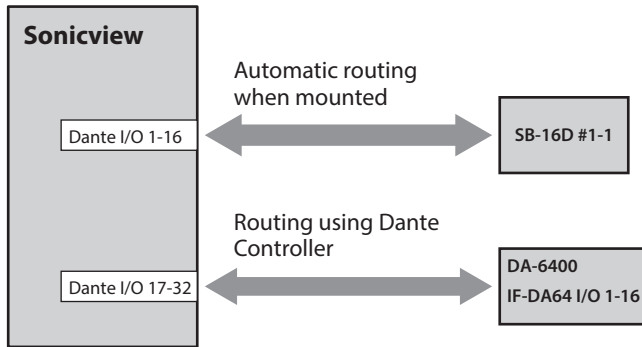 Sonicview
Automatic routing
when mounted
Dante I/O 1-16
SB-16D #1-1
Routing using Dante
Controller
Dante I/O 17-32
DA-6400
IF-DA64 I/O 1-16